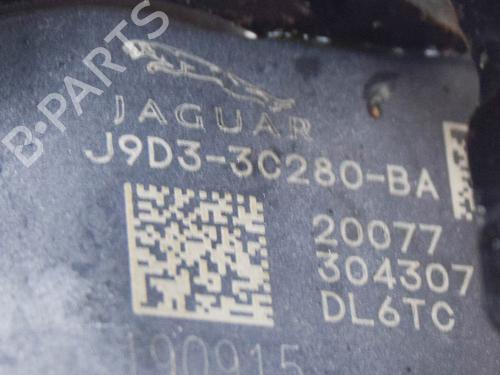 B-PARTS
JAGUAR
J9D3-3C280-BA
20077
304307
DL6TC
190915